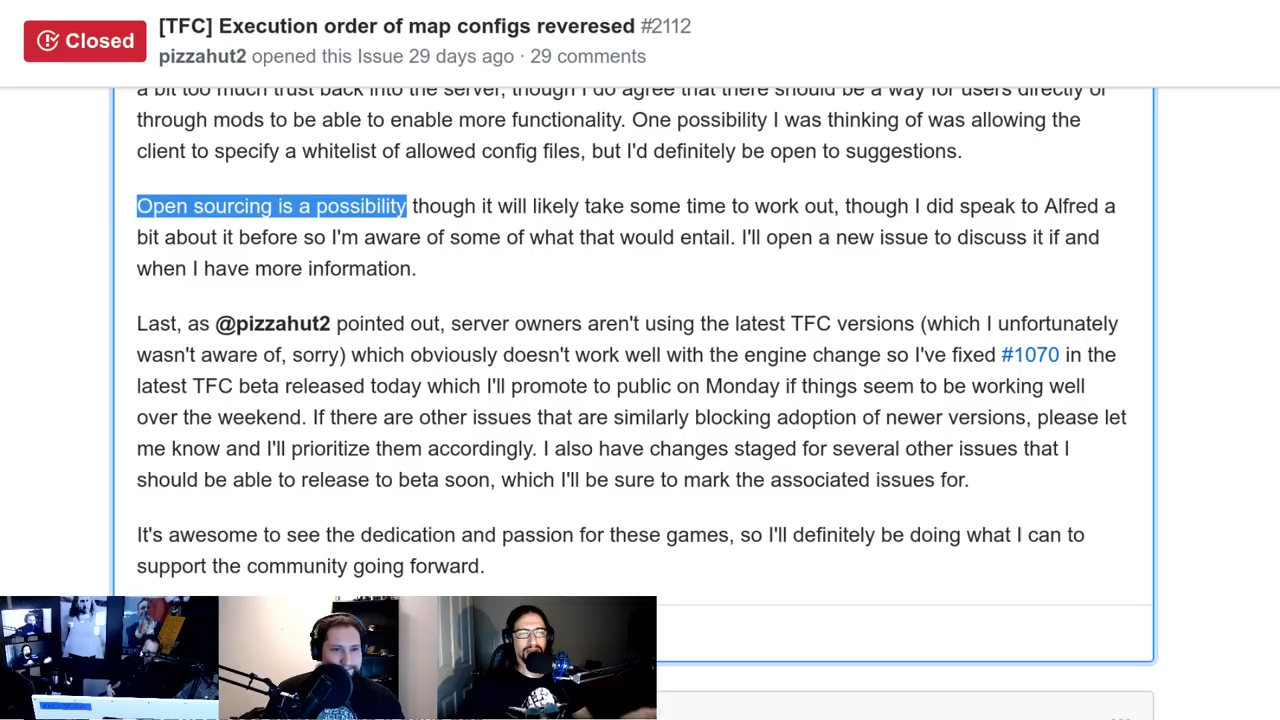 Closed
[TFC] Execution order of map configs reveresed #2112
pizzahut2 opened this Issue 29 days ago · 29 comments
a bit too much trust back into the server, though I do agree that there should be a way for users directly or
through mods to be able to enable more functionality. One possibility I was thinking of was allowing the
client to specify a whitelist of allowed config files, but I'd definitely be open to suggestions.
Open sourcing is a possibility though it will likely take some time to work out, though I did speak to Alfred a
bit about it before so I'm aware of some of what that would entail. I'll open a new issue to discuss it if and
when I have more information.
Last, as @pizzahut2 pointed out, server owners aren't using the latest TFC versions (which I unfortunately
wasn't aware of, sorry) which obviously doesn't work well with the engine change so I've fixed #1070 in the
latest TFC beta released today which I'll promote to public on Monday if things seem to be working well
over the weekend. If there are other issues that are similarly blocking adoption of newer versions, please let
me know and I'll prioritize them accordingly. I also have changes staged for several other issues that I
should be able to release to beta soon, which I'll be sure to mark the associated issues for.
It's awesome to see the dedication and passion for these games, so I'll definitely be doing what I can to
support the community going forward.